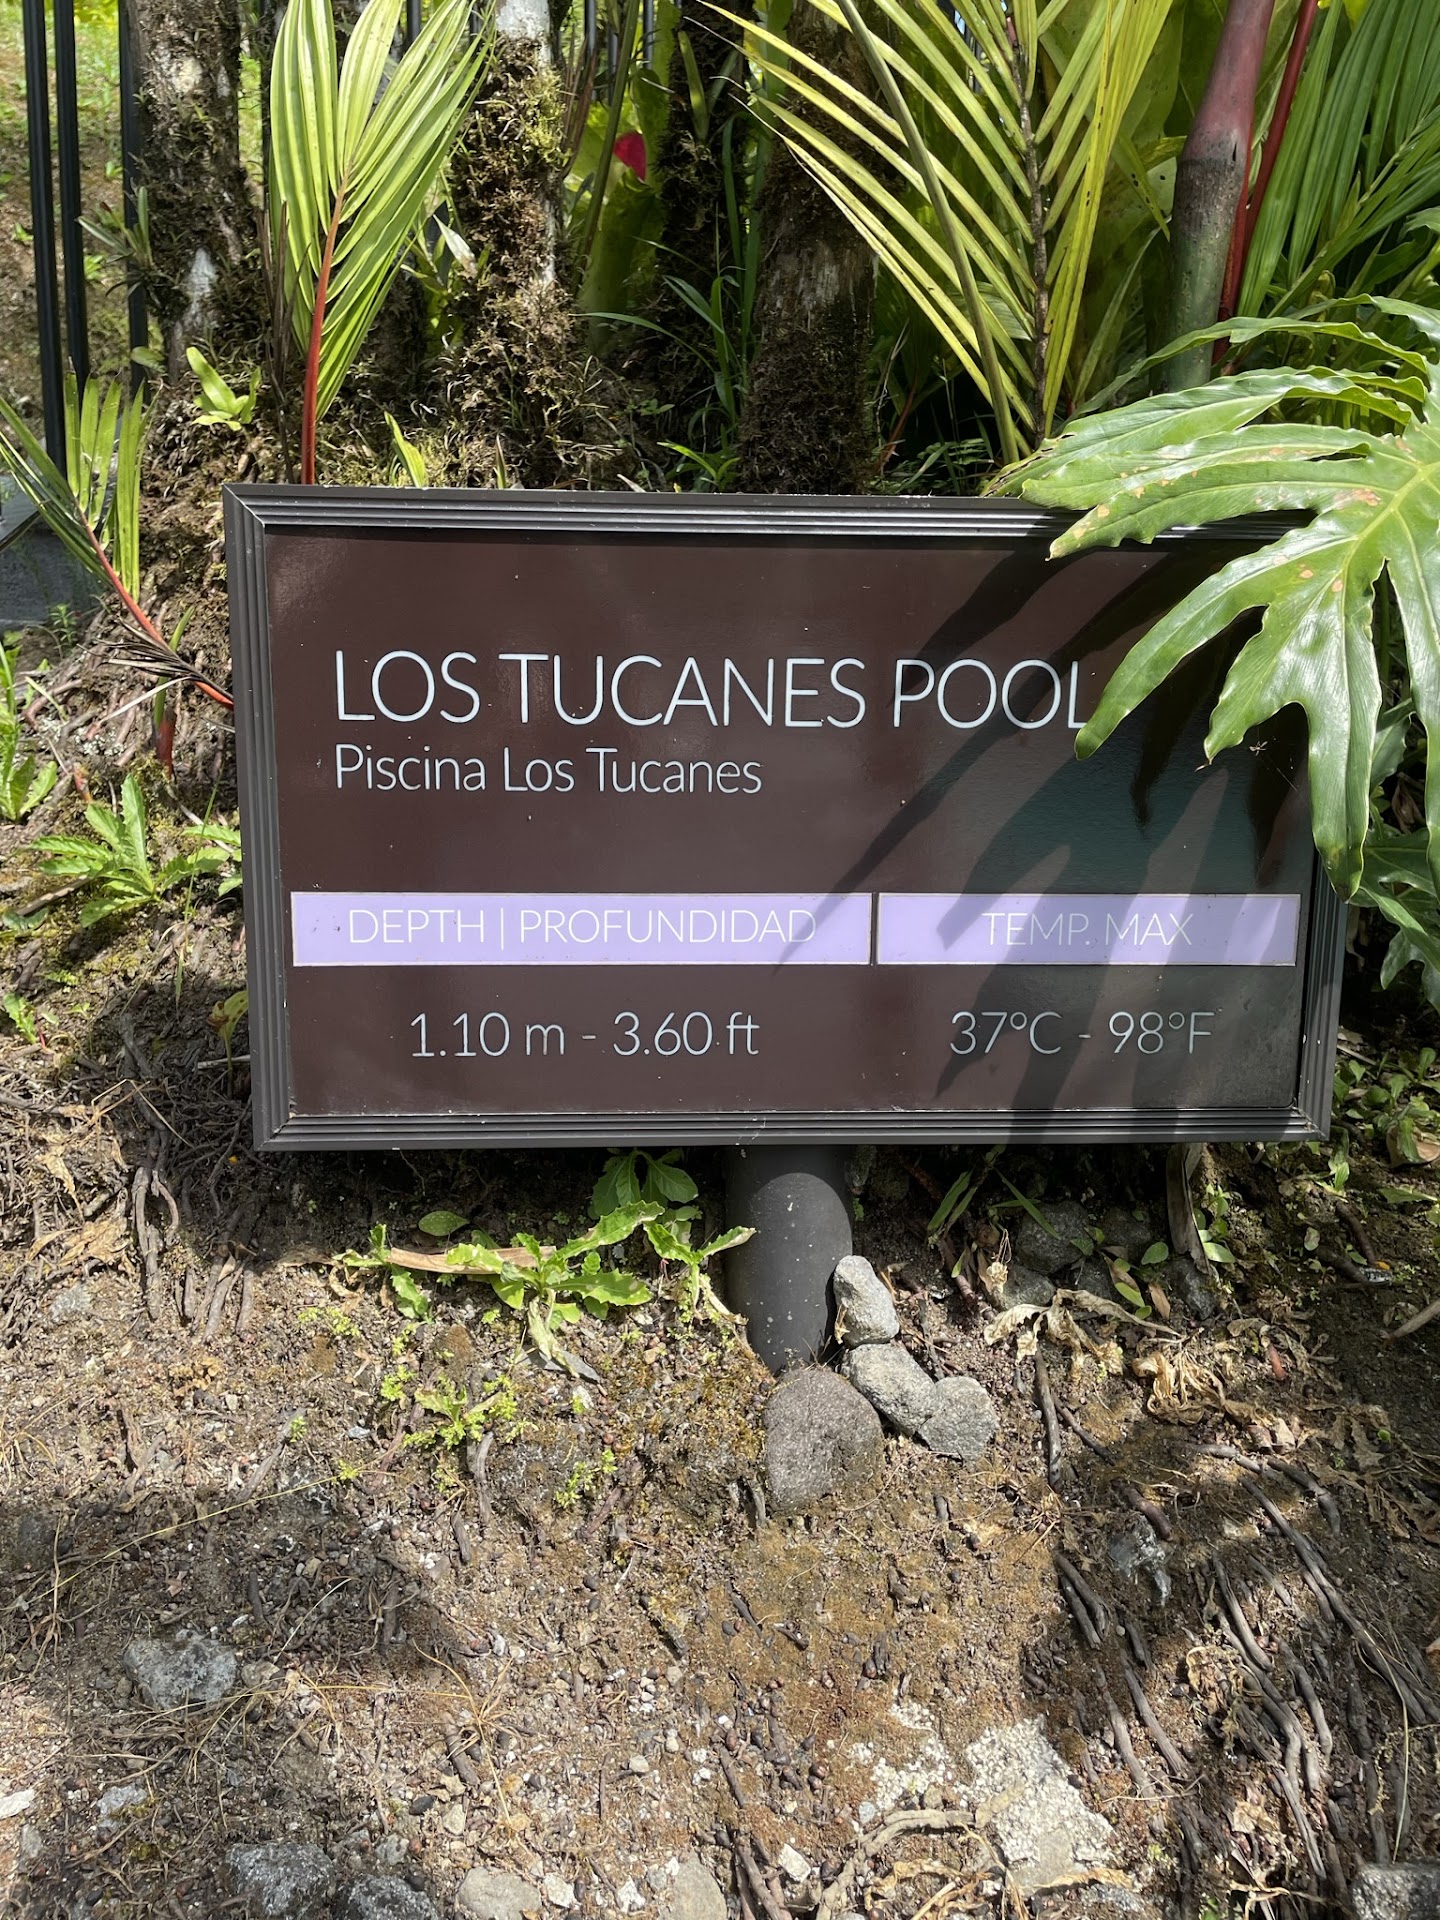 LOS TUCANES POOL
Piscina Los Tucanes
DEPTH | PROFUNDIDAD
TEMP. MAX
1.10 m - 3.60 ft
37°C - 98°F